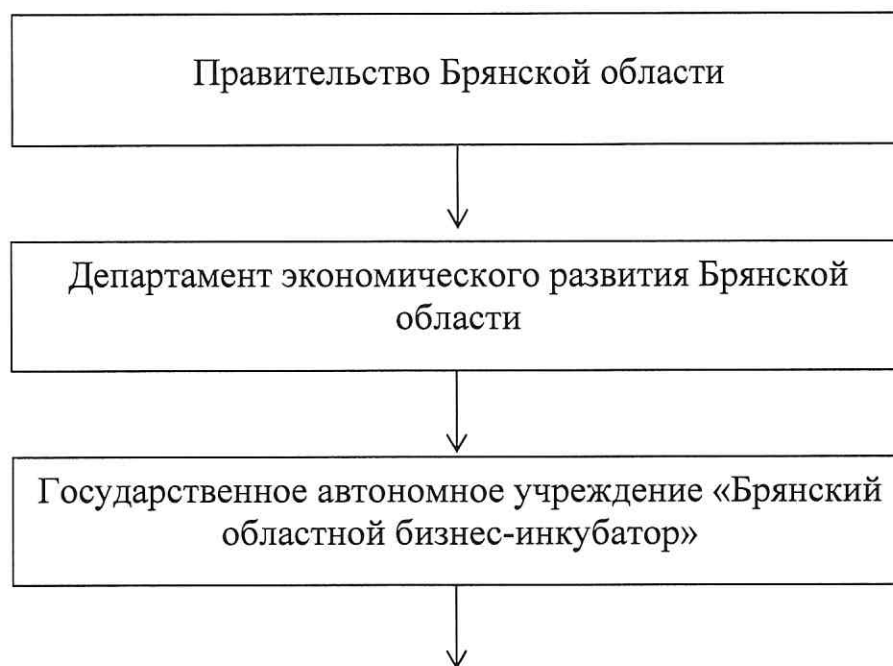 Правительство Брянской области
Департамент экономического развития Брянской
области
Государственное автономное учреждение «Брянский
областной бизнес-инкубатор»